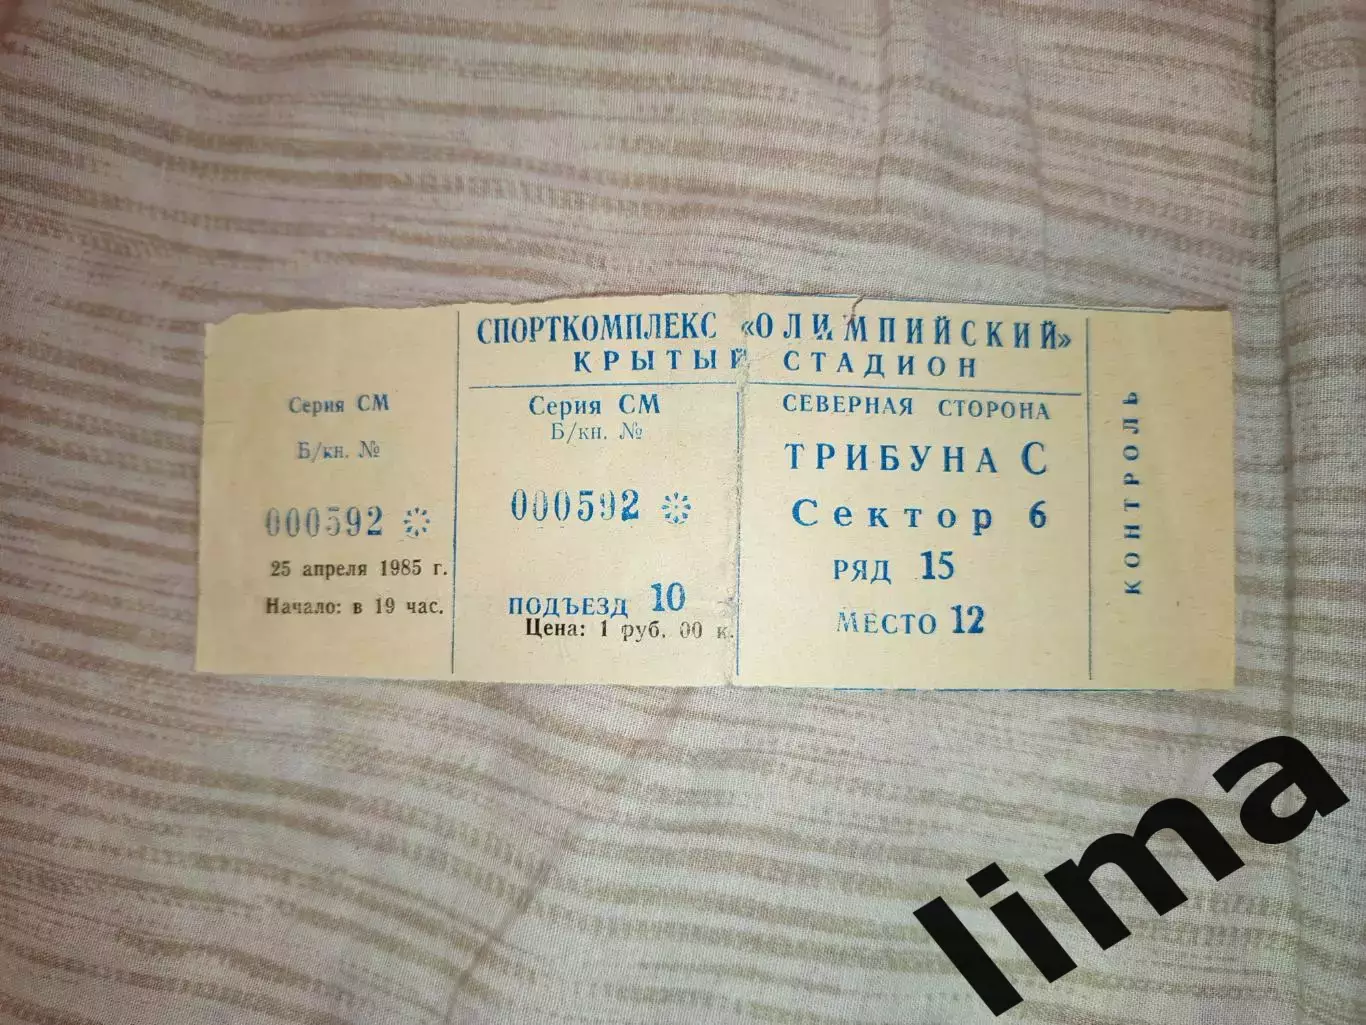 СПОРТКОМПЛЕКС «ОЛИМПИЙСКИЙ»
КРЫТЫЙ СТАДИОН
Серия СМ
Б/кн. №
000592
25 апреля 1985 г.
Начало: в 19 час.
Серия СМ
Б/кн. №
000592
ПОДЪЕЗД 10
Цена: 1 руб. 00 к.
СЕВЕРНАЯ СТОРОНА
ТРИБУНА С
Сектор 6
РЯД 15
МЕСТО 12
КОНТРОЛЬ
lima